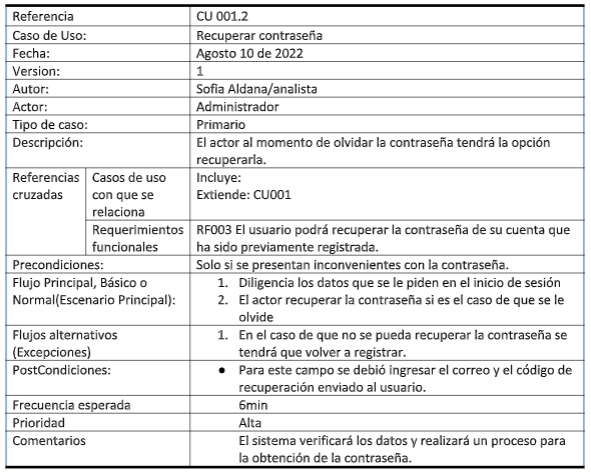 Referencia CU 001.2
Caso de Uso: Recuperar contraseña
Fecha: Agosto 10 de 2022
Version: 1
Autor: Sofia Aldana/analista
Actor: Administrador
Tipo de caso: Primario
Descripción: El actor al momento de olvidar la contraseña tendrá la opción
recuperarla.
Referencias Casos de uso Incluye:
cruzadas con que se Extiende: CU001
relaciona
Requerimientos RF003 El usuario podrá recuperar la contraseña de su cuenta que
funcionales ha sido previamente registrada.
Precondiciones: Solo si se presentan inconvenientes con la contraseña.
Flujo Principal, Básico o 1. Diligencia los datos que se le piden en el inicio de sesión
Normal(Escenario Principal): 2. El actor recuperar la contraseña si es el caso de que se le
olvide
Flujos alternativos 1. En el caso de que no se pueda recuperar la contraseña se
(Excepciones) tendrá que volver a registrar.
PostCondiciones: ● Para este campo se debió ingresar el correo y el código de
recuperación enviado al usuario.
Frecuencia esperada 6min
Prioridad Alta
Comentarios El sistema verificará los datos y realizará un proceso para
la obtención de la contraseña.